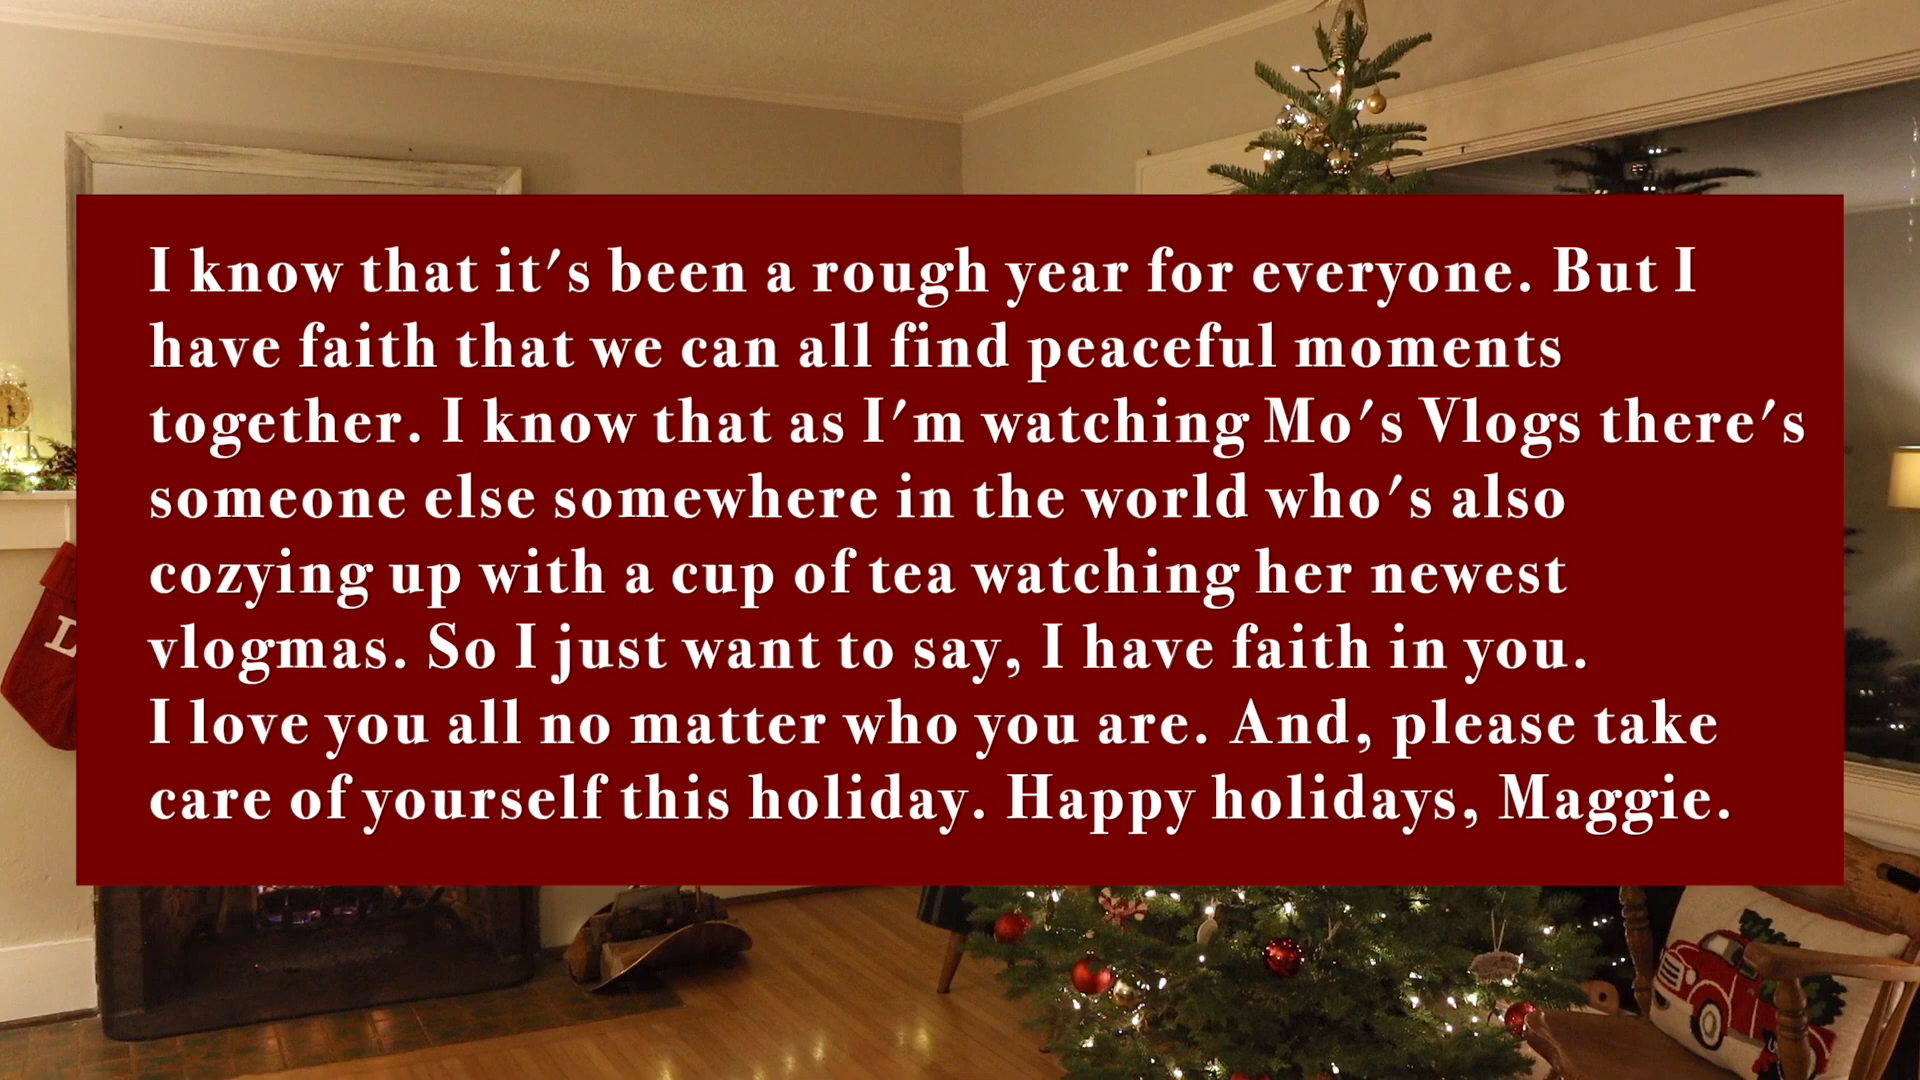 I know that it's been a rough year for everyone. But I
have faith that we can all find peaceful moments
together. I know that as I'm watching Mo's Vlogs there's
someone else somewhere in the world who's also
cozying up with a cup of tea watching her newest
vlogmas. So I just want to say, I have faith in you.
I love you all no matter who you are. And, please take
care of yourself this holiday. Happy holidays, Maggie.
L